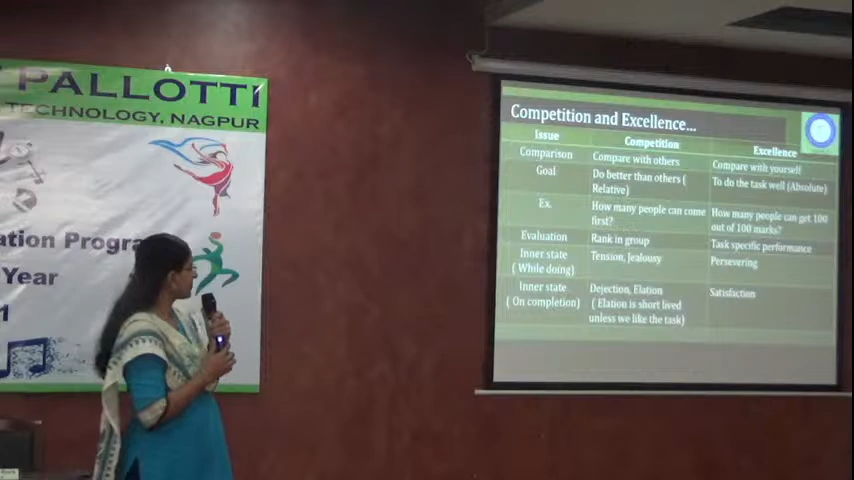 PALLOTTI
TECHNOLOGY, NAGPUR
ation Progra
Year
1
Competition and Excellence...
Issue Competition Excellence
Comparison Compare with others Compare with yourself
Goal Do better than others ( To do the task well (Absolute)
Relative)
Ex. How many people can come How many people can get 100
first? out of 100 marks?
Evaluation Rank in group Task specific performance
Inner state Tension, Jealousy Persevering
( While doing)
Inner state Dejection, Elation Satisfaction
( On completion) ( Elation is short lived
unless we like the task)